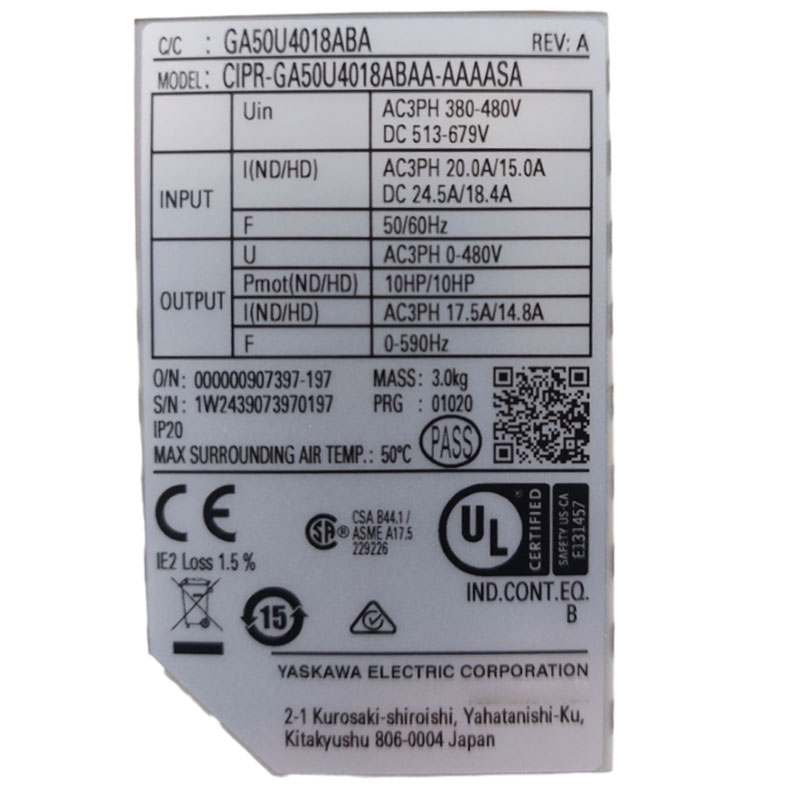 C/C : GA50U4018ABA REV: A
MODEL: CIPR-GA50U4018ABAA-AAAASA
Uin AC3PH 380-480V
DC 513-679V
INPUT I(ND/HD) AC3PH 20.0A/15.0A
DC 24.5A/18.4A
F 50/60Hz
OUTPUT U AC3PH 0-480V
Pmot(ND/HD) 10HP/10HP
I(ND/HD) AC3PH 17.5A/14.8A
F 0-590Hz
O/N: 000000907397-197 MASS: 3.0kg
S/N: 1W2439073970197 PRG : 01020
IP20
PASS
MAX SURROUNDING AIR TEMP.: 50°C
CE
IE2 Loss 1.5 %
SA ® CSA B44.1/
ASME A17.5
229226
UL ® CERTIFIED
SAFETY US-CA
E131457
IND.CONT.EQ.
B
15
YASKAWA ELECTRIC CORPORATION
2-1 Kurosaki-shiroishi, Yahatanishi-Ku,
Kitakyushu 806-0004 Japan